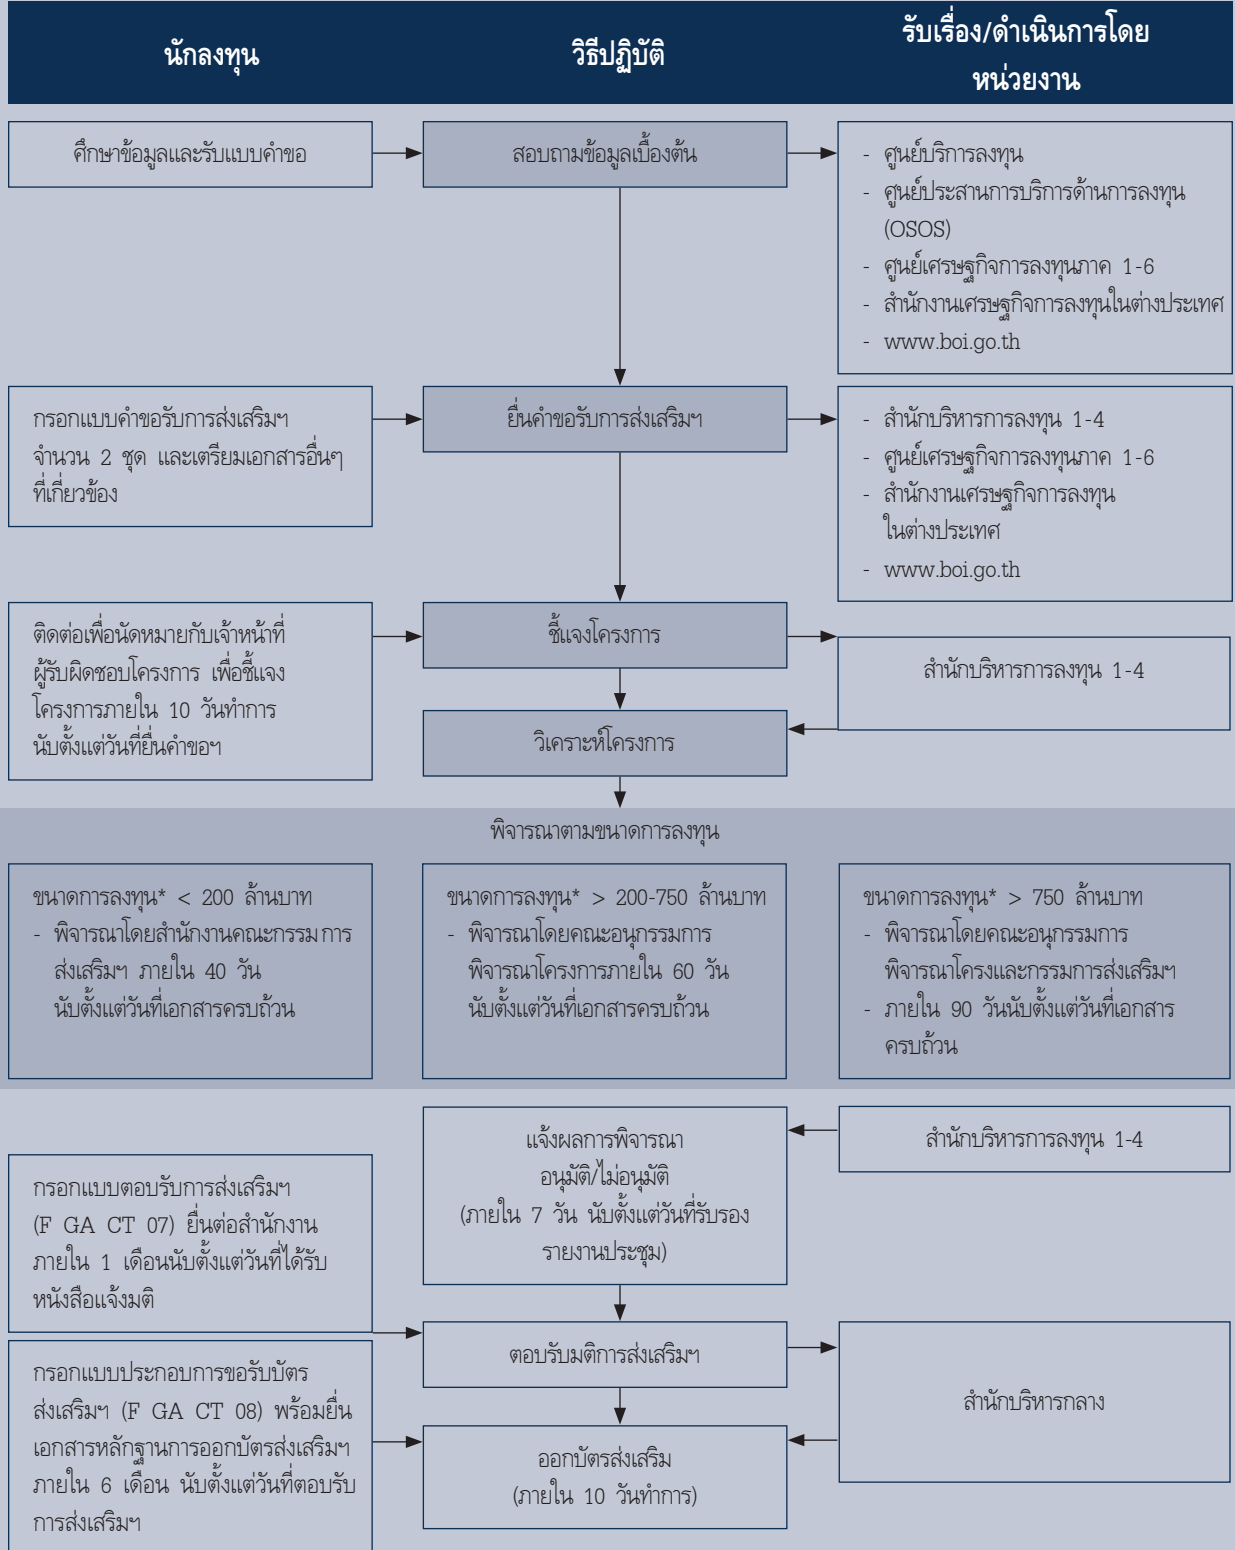 นักลงทุน
วิธีปฏิบัติ
รับเรื่อง/ดำเนินการโดย
หน่วยงาน
ศึกษาข้อมูลและรับแบบคำขอ
สอบถามข้อมูลเบื้องต้น
- ศูนย์บริการลงทุน
- ศูนย์ประสานการบริการด้านการลงทุน
(OSOS)
- ศูนย์เศรษฐกิจการลงทุนภาค 1-6
- สำนักงานเศรษฐกิจการลงทุนในต่างประเทศ
- www.boi.go.th
กรอกแบบคำขอรับการส่งเสริมฯ
จำนวน 2 ชุด และเตรียมเอกสารอื่นๆ
ที่เกี่ยวข้อง
ยื่นคำขอรับการส่งเสริมฯ
- สำนักบริหารการลงทุน 1-4
- ศูนย์เศรษฐกิจการลงทุนภาค 1-6
- สำนักงานเศรษฐกิจการลงทุน
ในต่างประเทศ
- www.boi.go.th
ติดต่อเพื่อนัดหมายกับเจ้าหน้าที่
ผู้รับผิดชอบโครงการ เพื่อชี้แจง
โครงการภายใน 10 วันทำการ
นับตั้งแต่วันที่ยื่นคำขอฯ
ชี้แจงโครงการ
สำนักบริหารการลงทุน 1-4
วิเคราะห์โครงการ
พิจารณาตามขนาดการลงทุน
ขนาดการลงทุน* < 200 ล้านบาท
- พิจารณาโดยสำนักงานคณะกรรมการ
ส่งเสริมฯ ภายใน 40 วัน
นับตั้งแต่วันที่เอกสารครบถ้วน
ขนาดการลงทุน* > 200-750 ล้านบาท
- พิจารณาโดยคณะอนุกรรมการ
พิจารณาโครงการภายใน 60 วัน
นับตั้งแต่วันที่เอกสารครบถ้วน
ขนาดการลงทุน* > 750 ล้านบาท
- พิจารณาโดยคณะอนุกรรมการ
พิจารณาโครงและกรรมการส่งเสริมฯ
- ภายใน 90 วันนับตั้งแต่วันที่เอกสาร
ครบถ้วน
แจ้งผลการพิจารณา
อนุมัติ/ไม่อนุมัติ
(ภายใน 7 วัน นับตั้งแต่วันที่รับรอง
รายงานประชุม)
สำนักบริหารการลงทุน 1-4
กรอกแบบตอบรับการส่งเสริมฯ
(F GA CT 07) ยื่นต่อสำนักงาน
ภายใน 1 เดือนนับตั้งแต่วันที่ได้รับ
หนังสือแจ้งมติ
ตอบรับมติการส่งเสริมฯ
สำนักบริหารกลาง
กรอกแบบประกอบการขอรับบัตร
ส่งเสริมฯ (F GA CT 08) พร้อมยื่น
เอกสารหลักฐานการออกบัตรส่งเสริมฯ
ภายใน 6 เดือน นับตั้งแต่วันที่ตอบรับ
การส่งเสริมฯ
ออกบัตรส่งเสริม
(ภายใน 10 วันทำการ)